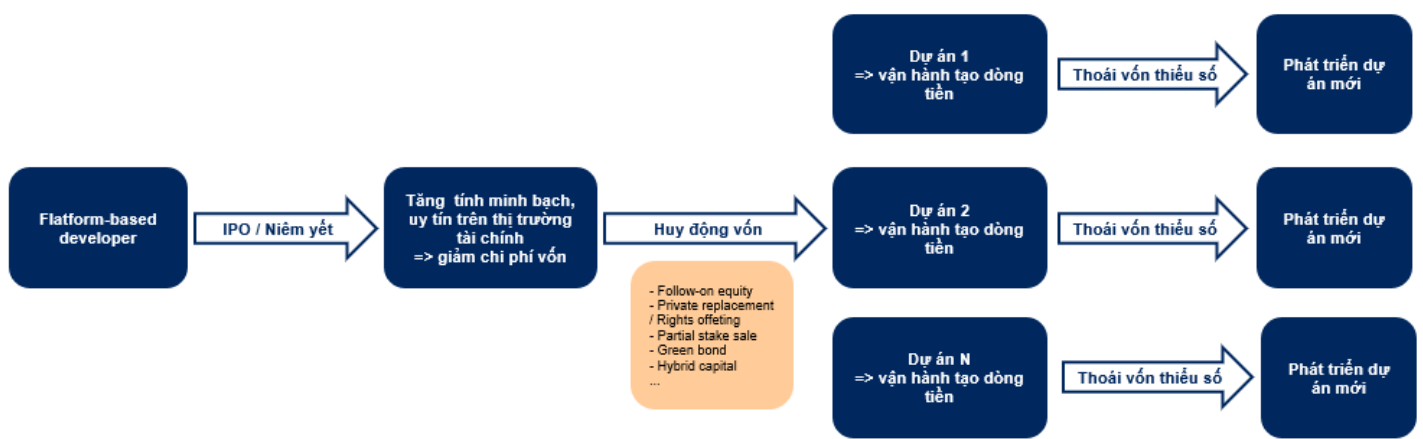 Flatform-based
developer
IPO / Niêm yết
Tăng tính minh bạch,
uy tín trên thị trường
tài chính
=> giảm chi phí vốn
Huy động vốn
- Follow-on equity
- Private replacement
/ Rights offeting
- Partial stake sale
- Green bond
- Hybrid capital
...
Dự án 1
=> vận hành tạo dòng
tiền
Thoái vốn thiểu số
Phát triển dự
án mới
Dự án 2
=> vận hành tạo dòng
tiền
Thoái vốn thiểu số
Phát triển dự
án mới
Dự án N
=> vận hành tạo dòng
tiền
Thoái vốn thiểu số
Phát triển dự
án mới